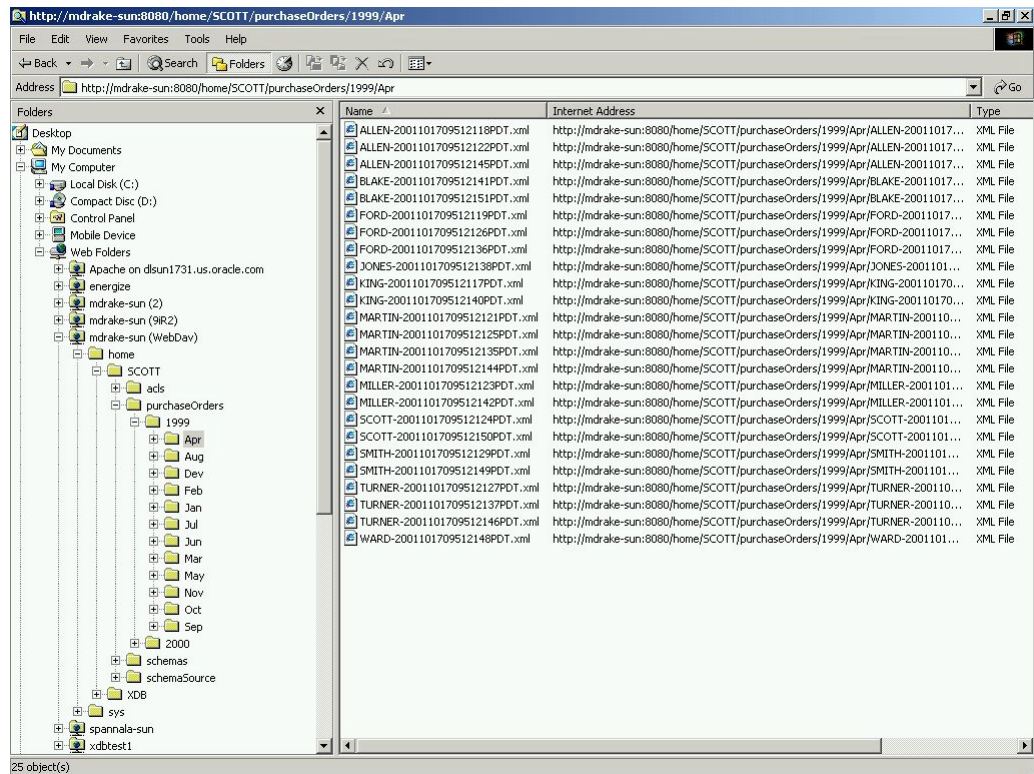 http://mdrake-sun:8080/home/SCOTT/purchaseOrders/1999/Apr
File Edit View Favorites Tools Help
Back Search Folders
Address http://mdrake-sun:8080/home/SCOTT/purchaseOrders/1999/Apr Go
Folders
Desktop
My Documents
My Computer
Local Disk (C:)
Compact Disc (D:)
Control Panel
Mobile Device
Web Folders
Apache on dlsun1731.us.oracle.com
energize
mdrake-sun (2)
mdrake-sun (9iR2)
mdrake-sun (WebDav)
home
SCOTT
acls
purchaseOrders
1999
Apr
Aug
Dev
Feb
Jan
Jul
Jun
Mar
May
Nov
Oct
Sep
2000
schemas
schemaSource
XDB
sys
spannala-sun
xdbtest1
Name Internet Address Type
ALLEN-2001101709512118PDT.xml http://mdrake-sun:8080/home/SCOTT/purchaseOrders/1999/Apr/ALLEN-20011017... XML File
ALLEN-2001101709512122PDT.xml http://mdrake-sun:8080/home/SCOTT/purchaseOrders/1999/Apr/ALLEN-20011017... XML File
ALLEN-2001101709512145PDT.xml http://mdrake-sun:8080/home/SCOTT/purchaseOrders/1999/Apr/ALLEN-20011017... XML File
BLAKE-2001101709512141PDT.xml http://mdrake-sun:8080/home/SCOTT/purchaseOrders/1999/Apr/BLAKE-20011017... XML File
BLAKE-2001101709512151PDT.xml http://mdrake-sun:8080/home/SCOTT/purchaseOrders/1999/Apr/BLAKE-20011017... XML File
FORD-2001101709512119PDT.xml http://mdrake-sun:8080/home/SCOTT/purchaseOrders/1999/Apr/FORD-20011017... XML File
FORD-2001101709512126PDT.xml http://mdrake-sun:8080/home/SCOTT/purchaseOrders/1999/Apr/FORD-20011017... XML File
FORD-2001101709512136PDT.xml http://mdrake-sun:8080/home/SCOTT/purchaseOrders/1999/Apr/FORD-20011017... XML File
JONES-2001101709512138PDT.xml http://mdrake-sun:8080/home/SCOTT/purchaseOrders/1999/Apr/JONES-2001101... XML File
KING-2001101709512117PDT.xml http://mdrake-sun:8080/home/SCOTT/purchaseOrders/1999/Apr/KING-200110170... XML File
KING-2001101709512140PDT.xml http://mdrake-sun:8080/home/SCOTT/purchaseOrders/1999/Apr/KING-200110170... XML File
MARTIN-2001101709512121PDT.xml http://mdrake-sun:8080/home/SCOTT/purchaseOrders/1999/Apr/MARTIN-200110... XML File
MARTIN-2001101709512125PDT.xml http://mdrake-sun:8080/home/SCOTT/purchaseOrders/1999/Apr/MARTIN-200110... XML File
MARTIN-2001101709512135PDT.xml http://mdrake-sun:8080/home/SCOTT/purchaseOrders/1999/Apr/MARTIN-200110... XML File
MARTIN-2001101709512144PDT.xml http://mdrake-sun:8080/home/SCOTT/purchaseOrders/1999/Apr/MARTIN-200110... XML File
MILLER-2001101709512123PDT.xml http://mdrake-sun:8080/home/SCOTT/purchaseOrders/1999/Apr/MILLER-2001101... XML File
MILLER-2001101709512142PDT.xml http://mdrake-sun:8080/home/SCOTT/purchaseOrders/1999/Apr/MILLER-2001101... XML File
SCOTT-2001101709512124PDT.xml http://mdrake-sun:8080/home/SCOTT/purchaseOrders/1999/Apr/SCOTT-2001101... XML File
SCOTT-2001101709512150PDT.xml http://mdrake-sun:8080/home/SCOTT/purchaseOrders/1999/Apr/SCOTT-2001101... XML File
SMITH-2001101709512129PDT.xml http://mdrake-sun:8080/home/SCOTT/purchaseOrders/1999/Apr/SMITH-2001101... XML File
SMITH-2001101709512149PDT.xml http://mdrake-sun:8080/home/SCOTT/purchaseOrders/1999/Apr/SMITH-2001101... XML File
TURNER-2001101709512127PDT.xml http://mdrake-sun:8080/home/SCOTT/purchaseOrders/1999/Apr/TURNER-200110... XML File
TURNER-2001101709512137PDT.xml http://mdrake-sun:8080/home/SCOTT/purchaseOrders/1999/Apr/TURNER-200110... XML File
TURNER-2001101709512146PDT.xml http://mdrake-sun:8080/home/SCOTT/purchaseOrders/1999/Apr/TURNER-200110... XML File
WARD-2001101709512148PDT.xml http://mdrake-sun:8080/home/SCOTT/purchaseOrders/1999/Apr/WARD-2001101... XML File
25 object(s)